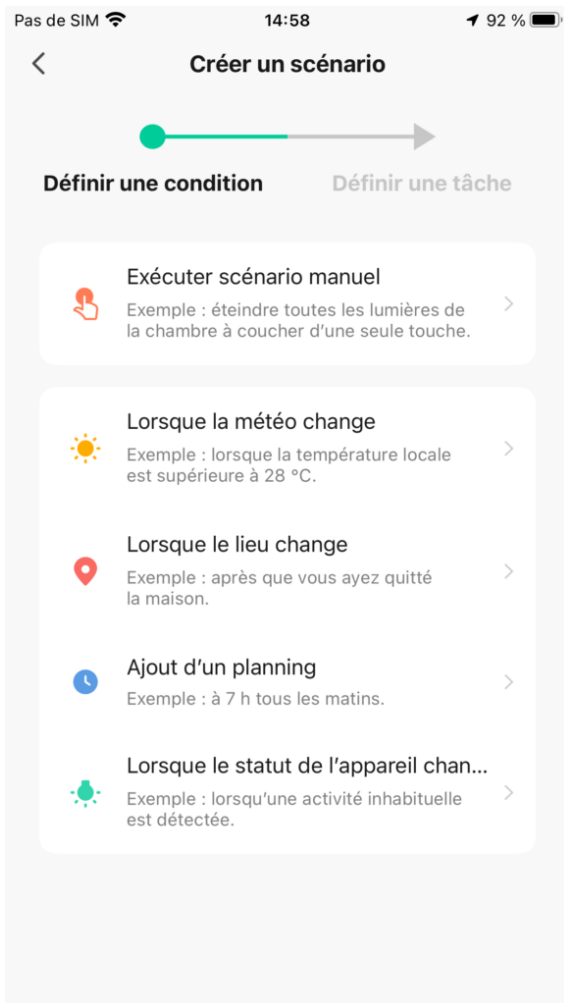 Pas de SIM 14:58 92 %
Créer un scénario
Définir une condition Définir une tâche
Exécuter scénario manuel
Exemple : éteindre toutes les lumières de
la chambre à coucher d’une seule touche.
Lorsque la météo change
Exemple : lorsque la température locale
est supérieure à 28 °C.
Lorsque le lieu change
Exemple : après que vous ayez quitté
la maison.
Ajout d’un planning
Exemple : à 7 h tous les matins.
Lorsque le statut de l’appareil chan...
Exemple : lorsqu’une activité inhabituelle
est détectée.